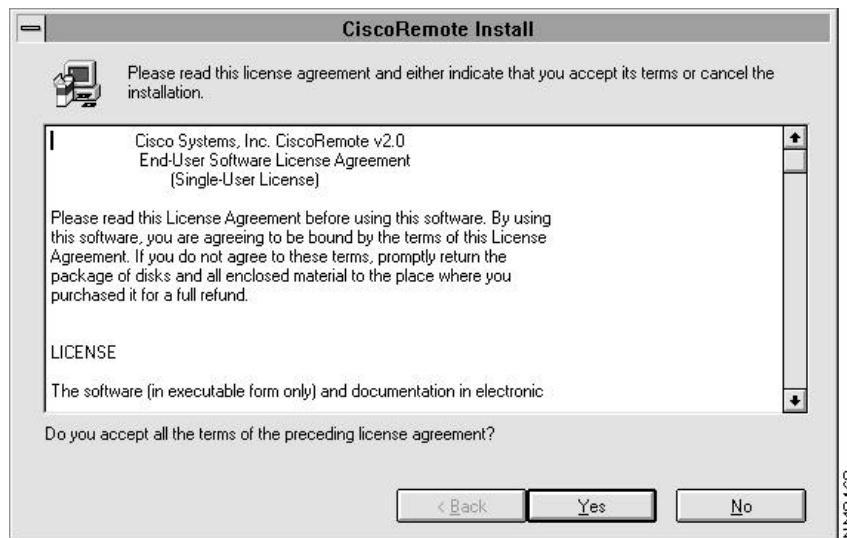 CiscoRemote Install
Please read this license agreement and either indicate that you accept its terms or cancel the
installation.
Cisco Systems, Inc. CiscoRemote v2.0
End-User Software License Agreement
(Single-User License)
Please read this License Agreement before using this software. By using
this software, you are agreeing to be bound by the terms of this License
Agreement. If you do not agree to these terms, promptly return the
package of disks and all enclosed material to the place where you
purchased it for a full refund.
LICENSE
The software (in executable form only) and documentation in electronic
Do you accept all the terms of the preceding license agreement?
< Back
Yes
No